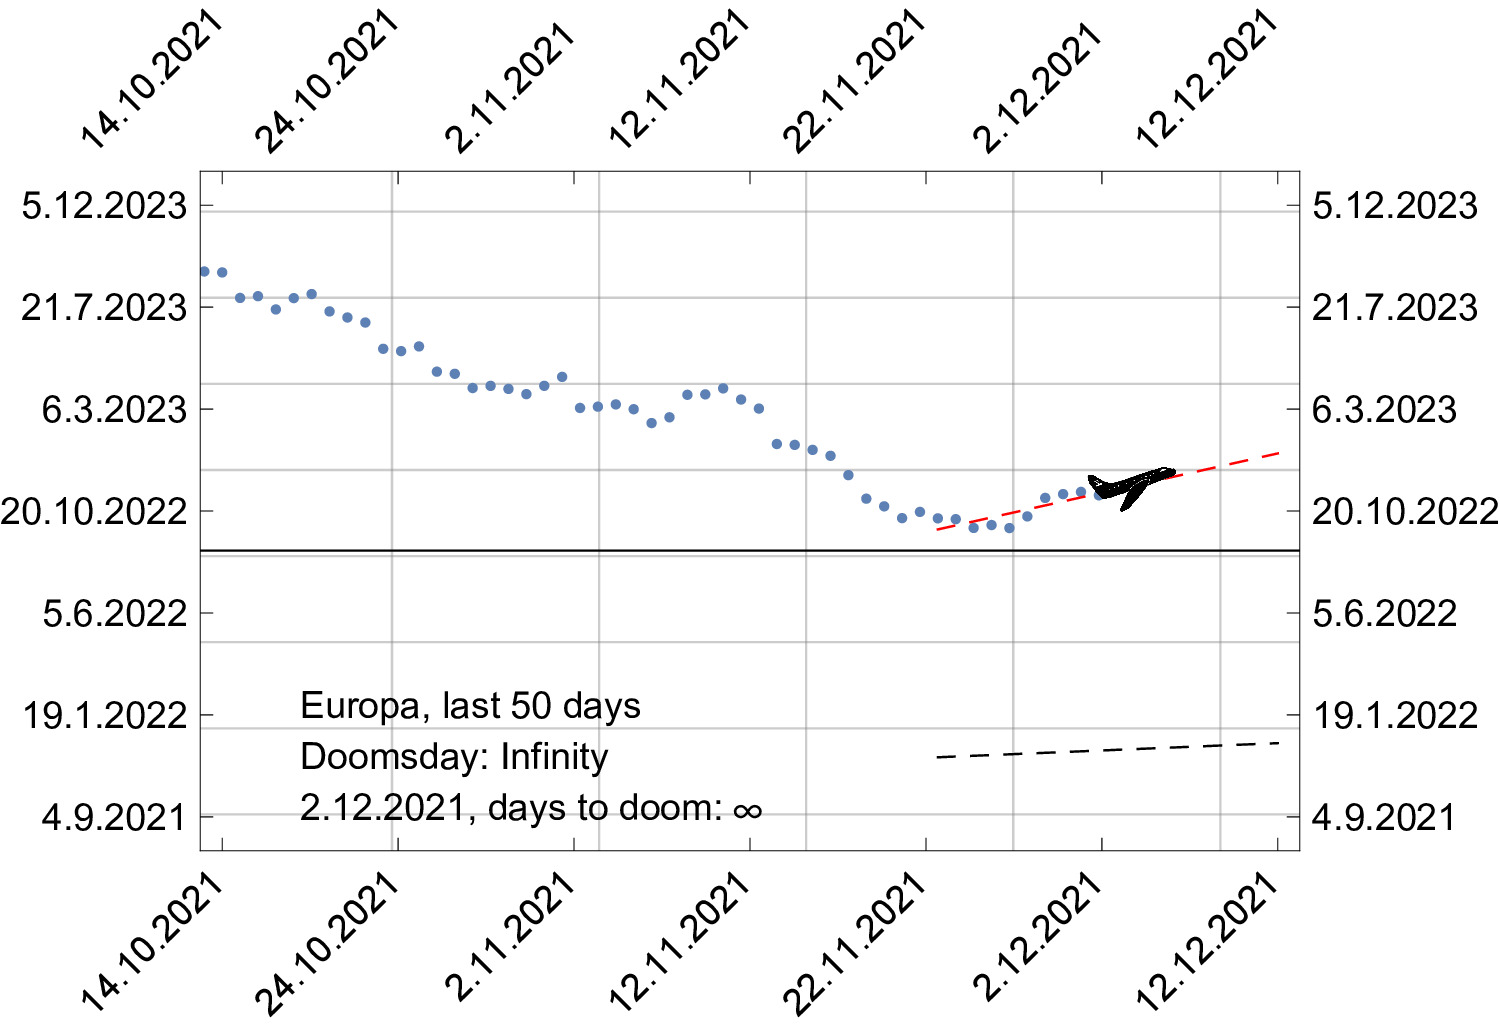 14.10.2021 24.10.2021 2.11.2021 12.11.2021 22.11.2021 2.12.2021 12.12.2021
5.12.2023 5.12.2023
21.7.2023 21.7.2023
6.3.2023 6.3.2023
20.10.2022 20.10.2022
5.6.2022 5.6.2022
19.1.2022 19.1.2022
Europa, last 50 days
Doomsday: Infinity
2.12.2021, days to doom: ∞
4.9.2021 4.9.2021
14.10.2021 24.10.2021 2.11.2021 12.11.2021 22.11.2021 2.12.2021 12.12.2021